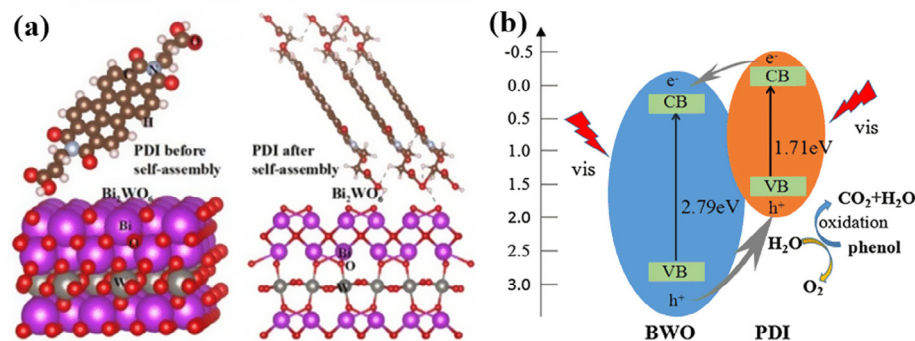 (a)
O
N
H
PDI before
self-assembly
Bi₂WO₆
Bi
O
W
PDI after
self-assembly
Bi₂WO₆
Bi
O
W
(b)
-0.5
0.0
0.5
1.0
1.5
2.0
2.5
3.0
vis
e⁻
CB
2.79eV
VB
h⁺
BWO
e⁻
CB
1.71eV
VB
h⁺
PDI
vis
CO₂+H₂O
oxidation
H₂O
phenol
O₂